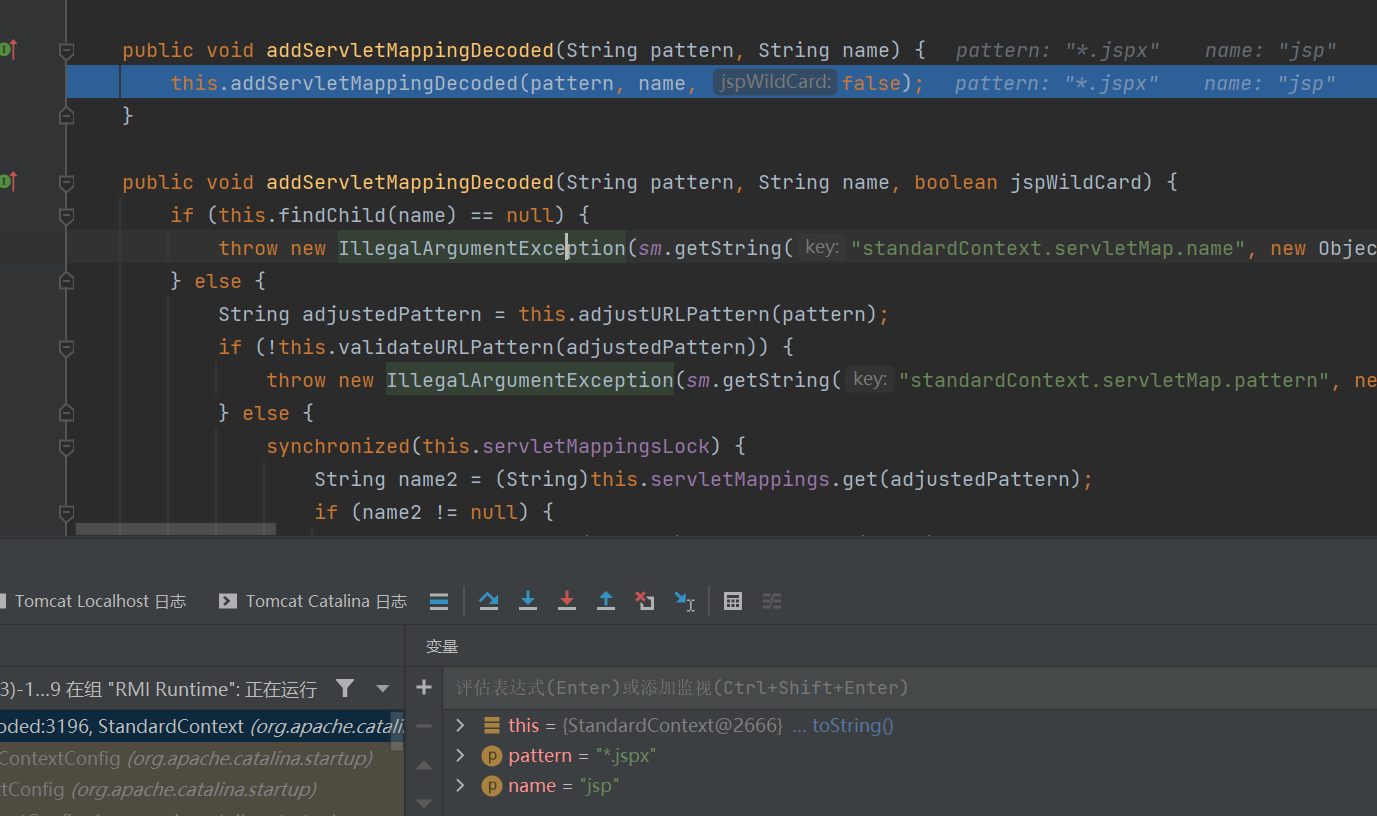 public void addServletMappingDecoded(String pattern, String name) { pattern: "*.jspx" name: "jsp"
this.addServletMappingDecoded(pattern, name, jspWildCard: false); pattern: "*.jspx" name: "jsp"
}
public void addServletMappingDecoded(String pattern, String name, boolean jspWildCard) {
if (this.findChild(name) == null) {
throw new IllegalArgumentException(sm.getString( key: "standardContext.servletMap.name", new Objec
} else {
String adjustedPattern = this.adjustURLPattern(pattern);
if (!this.validateURLPattern(adjustedPattern)) {
throw new IllegalArgumentException(sm.getString( key: "standardContext.servletMap.pattern", ne
} else {
synchronized(this.servletMappingsLock) {
String name2 = (String)this.servletMappings.get(adjustedPattern);
if (name2 != null) {
Tomcat Localhost 日志 Tomcat Catalina 日志
变量
3)-1...9 在组 "RMI Runtime": 正在运行
评估表达式(Enter)或添加监视(Ctrl+Shift+Enter)
oded:3196, StandardContext (org.apache.catali
this = {StandardContext@2666} ... toString()
ContextConfig (org.apache.catalina.startup)
p pattern = "*.jspx"
xtConfig (org.apache.catalina.startup)
p name = "jsp"